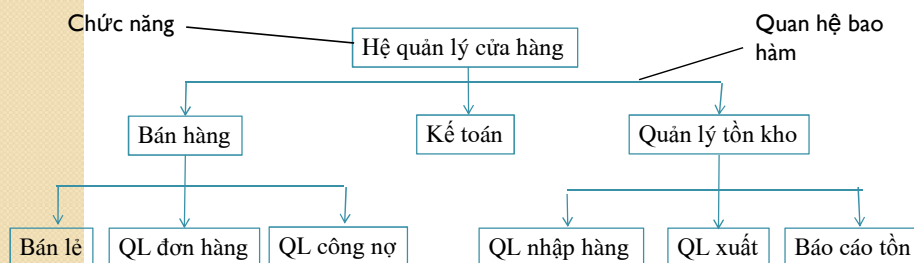 Chức năng
Quan hệ bao
hàm
Hệ quản lý cửa hàng
Bán hàng
Kế toán
Quản lý tồn kho
Bán lẻ
QL đơn hàng
QL công nợ
QL nhập hàng
QL xuất
Báo cáo tồn